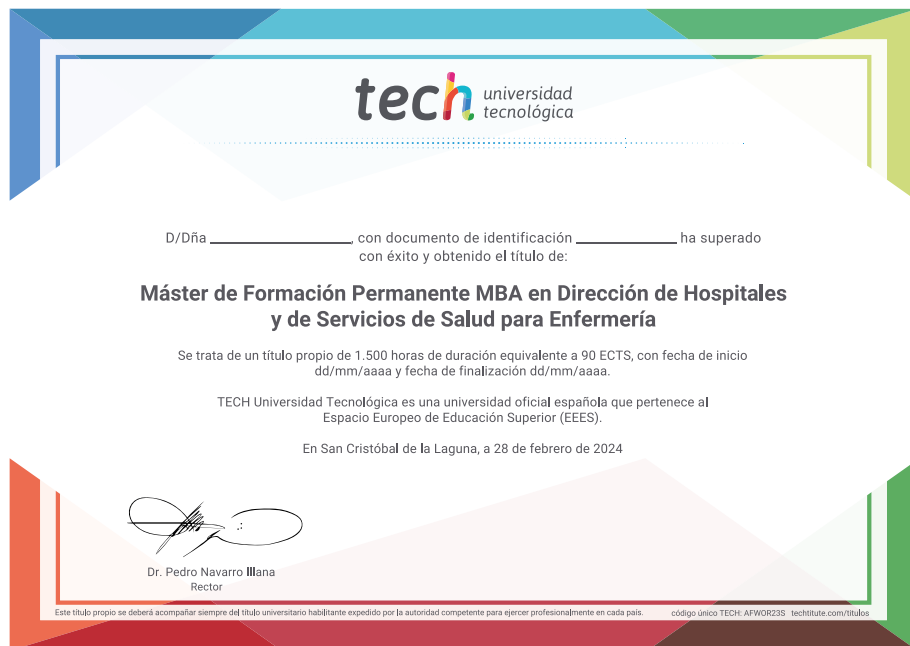 tech universidad
tecnológica
D/Dña ________________, con documento de identificación ____________ ha superado
con éxito y obtenido el título de:
Máster de Formación Permanente MBA en Dirección de Hospitales
y de Servicios de Salud para Enfermería
Se trata de un título propio de 1.500 horas de duración equivalente a 90 ECTS, con fecha de inicio
dd/mm/aaaa y fecha de finalización dd/mm/aaaa.
TECH Universidad Tecnológica es una universidad oficial española que pertenece al
Espacio Europeo de Educación Superior (EEES).
En San Cristóbal de la Laguna, a 28 de febrero de 2024
Dr. Pedro Navarro Illana
Rector
Este título propio se deberá acompañar siempre del título universitario habilitante expedido por la autoridad competente para ejercer profesionalmente en cada país. código único TECH: AFWOR23S techtitute.com/titulos